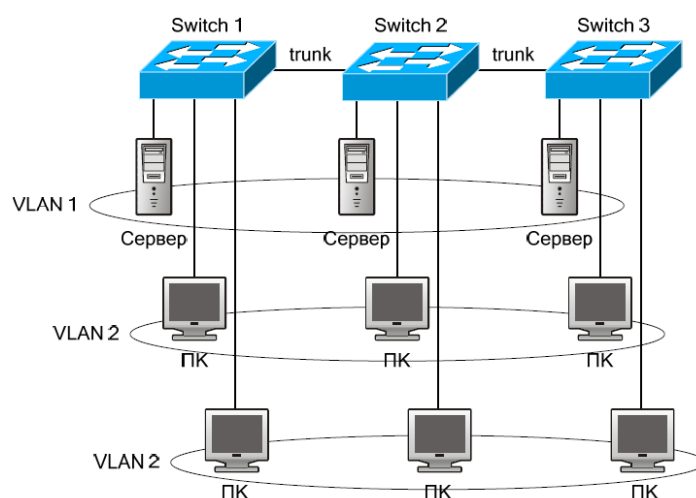 Switch 1
Switch 2
Switch 3
trunk
trunk
VLAN 1
Сервер
Сервер
Сервер
VLAN 2
ПК
ПК
ПК
VLAN 2
ПК
ПК
ПК